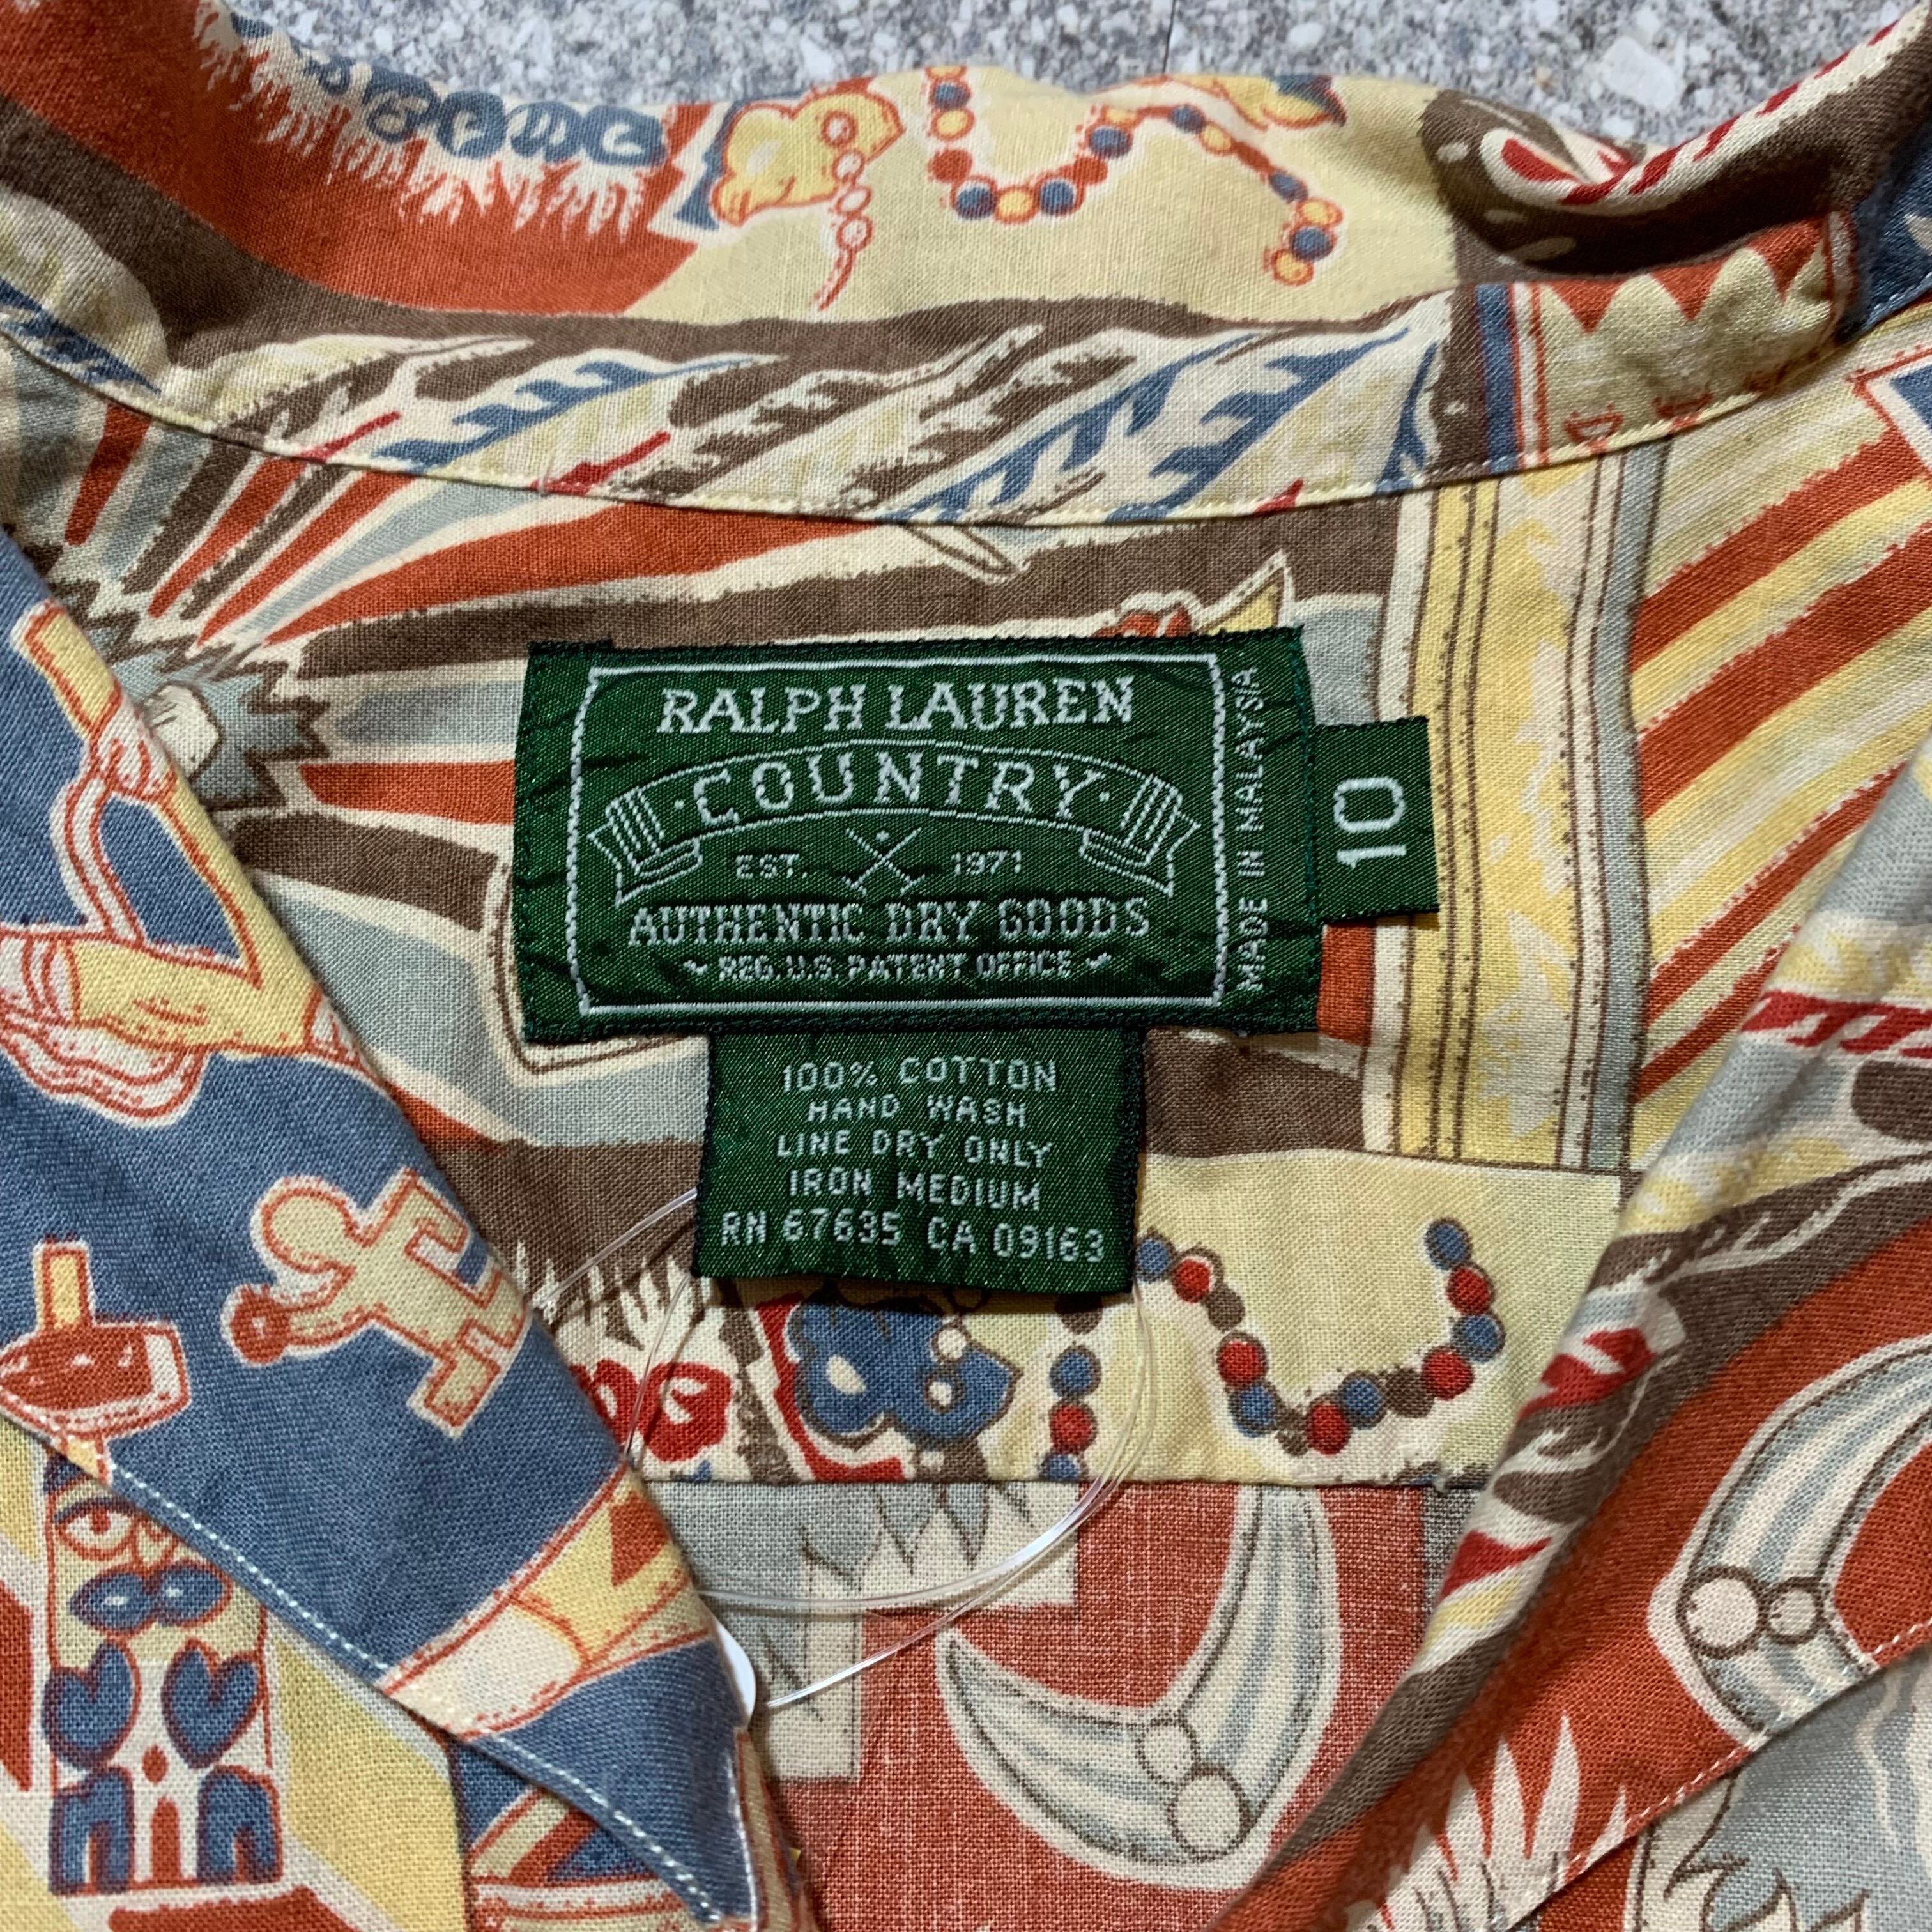 RALPH LAUREN
·COUNTRY·
EST. 1971
AUTHENTIC DRY GOODS
~ REG. U.S. PATENT OFFICE ~
MADE IN MALAYSIA
10
100% COTTON
HAND WASH
LINE DRY ONLY
IRON MEDIUM
RN 67635 CA 09163